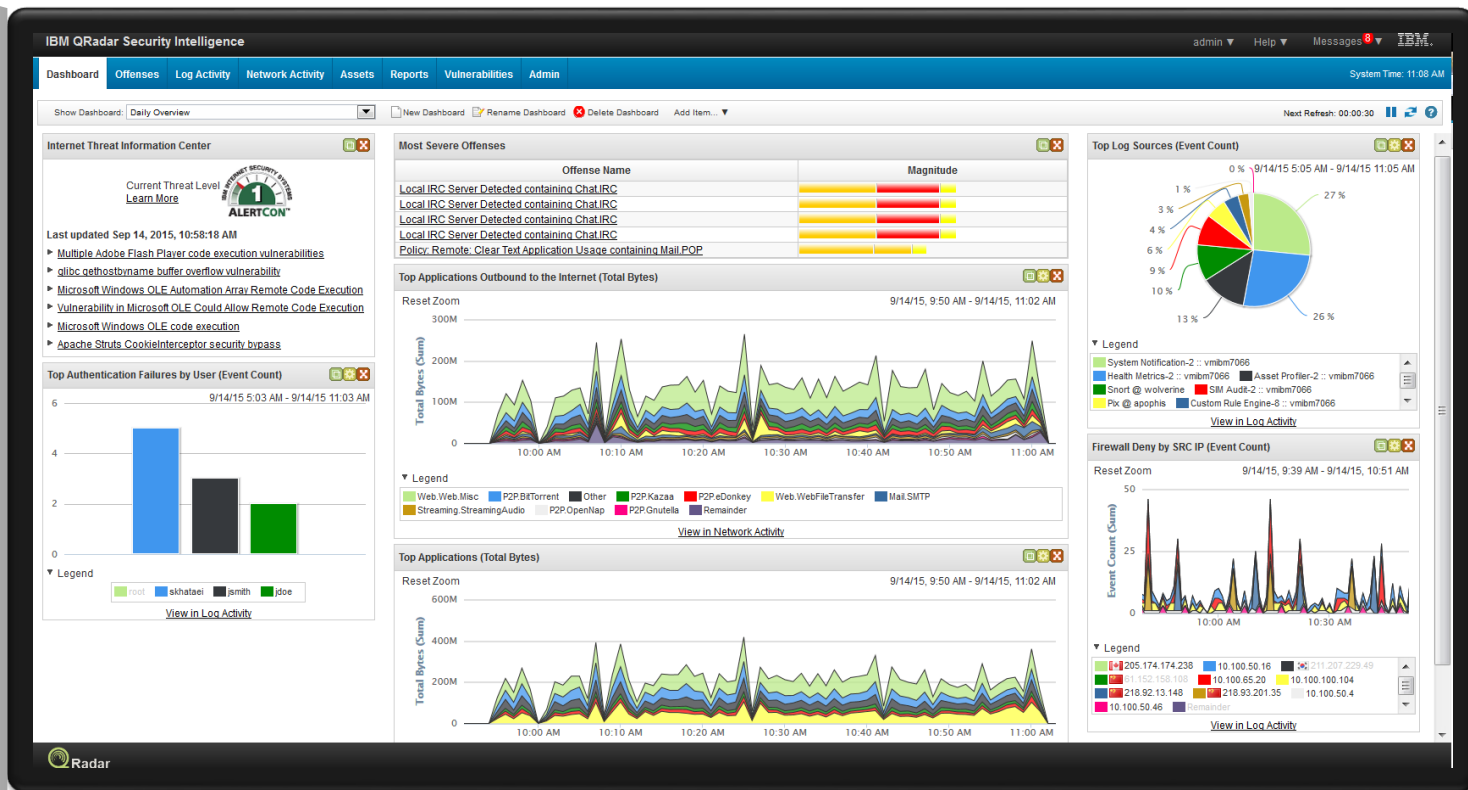 IBM QRadar Security Intelligence
admin ▼ Help ▼ Messages 8 ▼ IBM.
Dashboard Offenses Log Activity Network Activity Assets Reports Vulnerabilities Admin
System Time: 11:08 AM
Show Dashboard: Daily Overview
New Dashboard Rename Dashboard Delete Dashboard Add Item... ▼
Next Refresh: 00:00:30
Internet Threat Information Center
Current Threat Level
Learn More
INTERNET SECURITY SYSTEMS
1
ALERTCON™
Last updated Sep 14, 2015, 10:58:18 AM
Multiple Adobe Flash Player code execution vulnerabilities
glibc gethostbyname buffer overflow vulnerability
Microsoft Windows OLE Automation Array Remote Code Execution
Vulnerability in Microsoft OLE Could Allow Remote Code Execution
Microsoft Windows OLE code execution
Apache Struts CookieInterceptor security bypass
Top Authentication Failures by User (Event Count)
9/14/15 5:03 AM - 9/14/15 11:03 AM
6
4
2
0
Legend
root skhataei jsmith jdoe
View in Log Activity
Most Severe Offenses
Offense Name Magnitude
Local IRC Server Detected containing Chat.IRC
Local IRC Server Detected containing Chat.IRC
Local IRC Server Detected containing Chat.IRC
Local IRC Server Detected containing Chat.IRC
Policy: Remote: Clear Text Application Usage containing Mail.POP
Top Applications Outbound to the Internet (Total Bytes)
Reset Zoom 9/14/15, 9:50 AM - 9/14/15, 11:02 AM
Total Bytes (Sum)
300M
200M
100M
0
10:00 AM 10:10 AM 10:20 AM 10:30 AM 10:40 AM 10:50 AM 11:00 AM
Legend
Web.Web.Misc P2P.BitTorrent Other P2P.Kazaa P2P.eDonkey Web.WebFileTransfer Mail.SMTP
Streaming.StreamingAudio P2P.OpenNap P2P.Gnutella Remainder
View in Network Activity
Top Applications (Total Bytes)
Reset Zoom 9/14/15, 9:50 AM - 9/14/15, 11:02 AM
Total Bytes (Sum)
600M
400M
200M
0
10:00 AM 10:10 AM 10:20 AM 10:30 AM 10:40 AM 10:50 AM 11:00 AM
Top Log Sources (Event Count)
9/14/15 5:05 AM - 9/14/15 11:05 AM
0 %
1 %
3 %
4 %
6 %
9 %
10 %
13 %
26 %
27 %
Legend
System Notification-2 :: vmibm7066
Health Metrics-2 :: vmibm7066 Asset Profiler-2 :: vmibm7066
Snort @ wolverine SIM Audit-2 :: vmibm7066
Pix @ apophis Custom Rule Engine-8 :: vmibm7066
View in Log Activity
Firewall Deny by SRC IP (Event Count)
Reset Zoom 9/14/15, 9:39 AM - 9/14/15, 10:51 AM
Event Count (Sum)
50
25
0
10:00 AM 10:30 AM
Legend
205.174.174.238 10.100.50.16 211.207.229.49
61.152.158.108 10.100.65.20 10.100.100.104
218.92.13.148 218.93.201.35 10.100.50.4
10.100.50.46 Remainder
View in Log Activity
QRadar